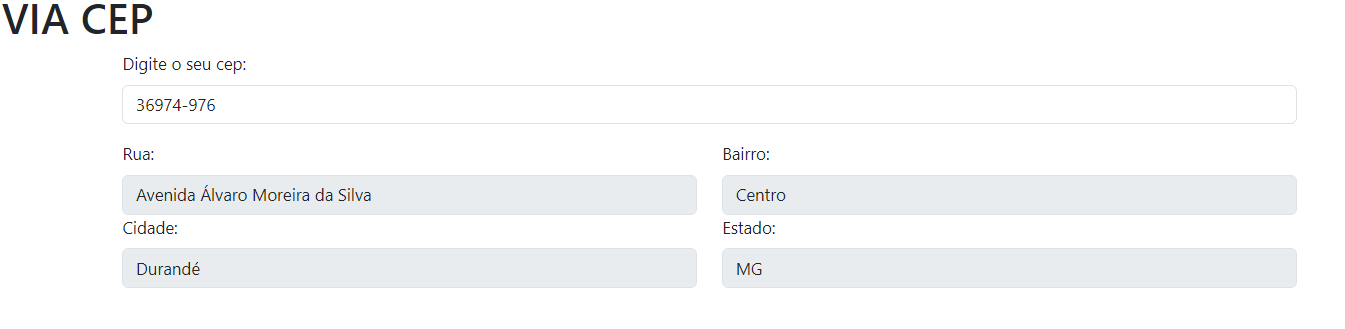 VIA CEP
Digite o seu cep:
36974-976
Rua:
Bairro:
Avenida Álvaro Moreira da Silva
Centro
Cidade:
Estado:
Durandé
MG